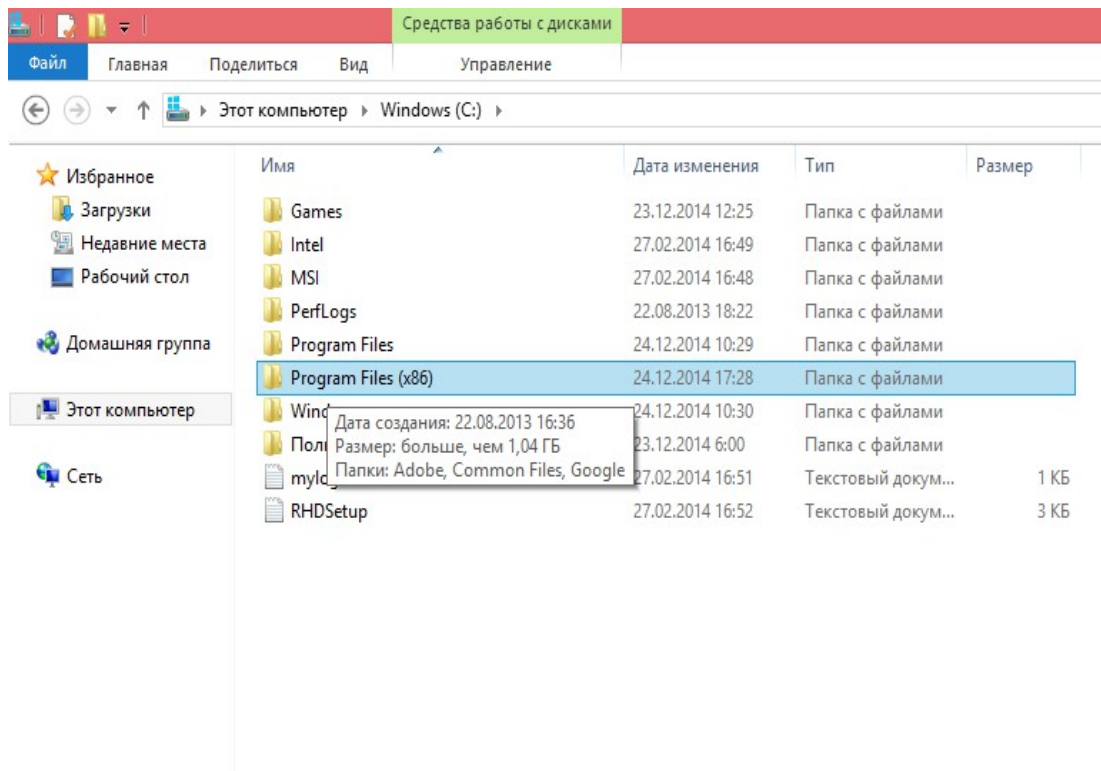 Средства работы с дисками
Файл Главная Поделиться Вид Управление
Этот компьютер Windows (C:)
Имя Дата изменения Тип Размер
Избранное
Загрузки
Недавние места
Рабочий стол
Домашняя группа
Этот компьютер
Сеть
Games 23.12.2014 12:25 Папка с файлами
Intel 27.02.2014 16:49 Папка с файлами
MSI 27.02.2014 16:48 Папка с файлами
PerfLogs 22.08.2013 18:22 Папка с файлами
Program Files 24.12.2014 10:29 Папка с файлами
Program Files (x86) 24.12.2014 17:28 Папка с файлами
24.12.2014 10:30 Папка с файлами
23.12.2014 6:00 Папка с файлами
27.02.2014 16:51 Текстовый докум... 1 КБ
RHDSetup 27.02.2014 16:52 Текстовый докум... 3 КБ
Дата создания: 22.08.2013 16:36
Размер: больше, чем 1,04 ГБ
Папки: Adobe, Common Files, Google